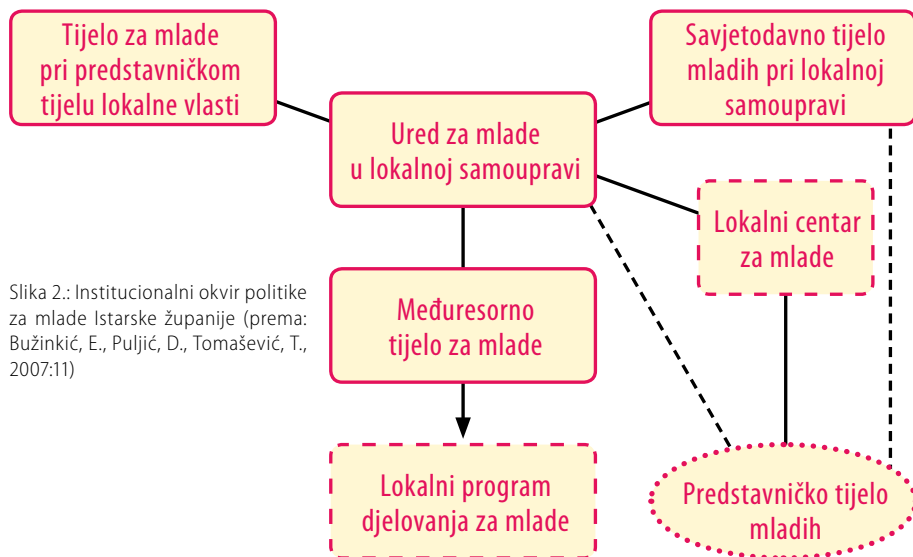 Tijelo za mlade
pri predstavničkom
tijelu lokalne vlasti
Savjetodavno tijelo
mladih pri lokalnoj
samoupravi
Ured za mlade
u lokalnoj samoupravi
Lokalni centar
za mlade
Slika 2.: Institucionalni okvir politike
za mlade Istarske županije (prema:
Bužinkić, E., Puljić, D., Tomašević, T.,
2007:11)
Međuresorno
tijelo za mlade
Lokalni program
djelovanja za mlade
Predstavničko tijelo
mladih